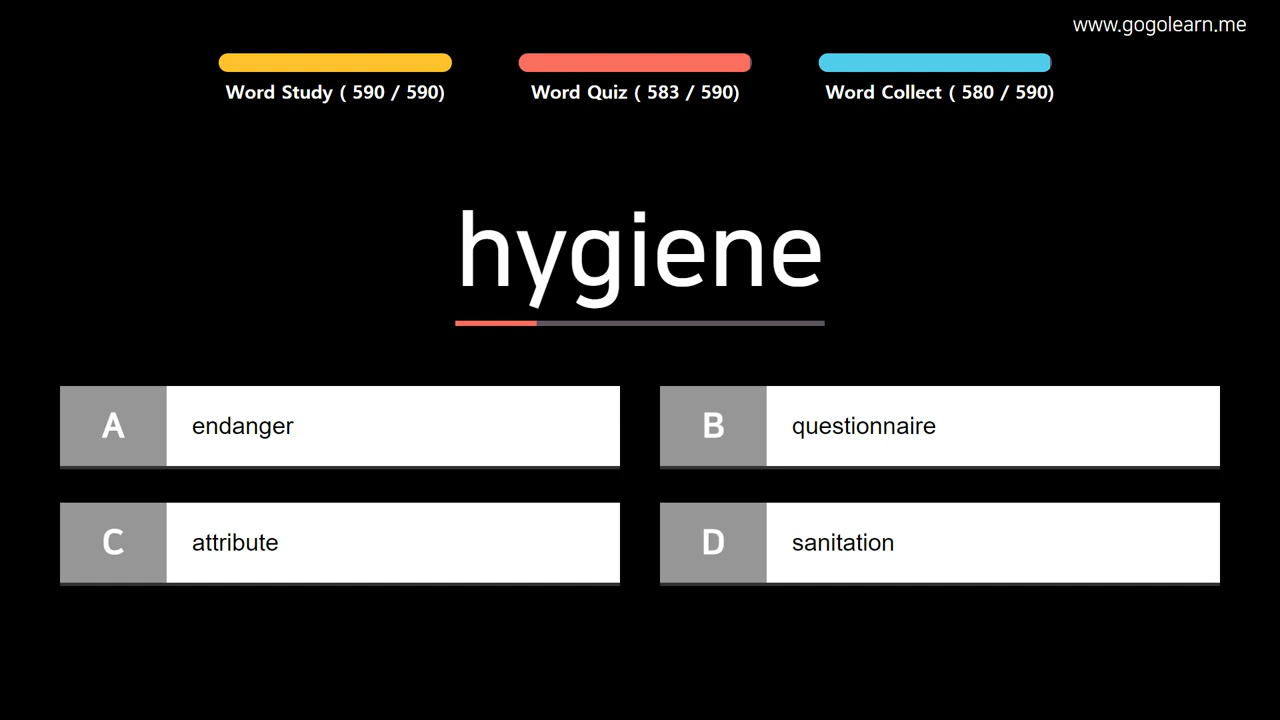 www.gogolearn.me
Word Study ( 590 / 590)
Word Quiz ( 583 / 590)
Word Collect ( 580 / 590)
hygiene
A
endanger
B
questionnaire
C
attribute
D
sanitation